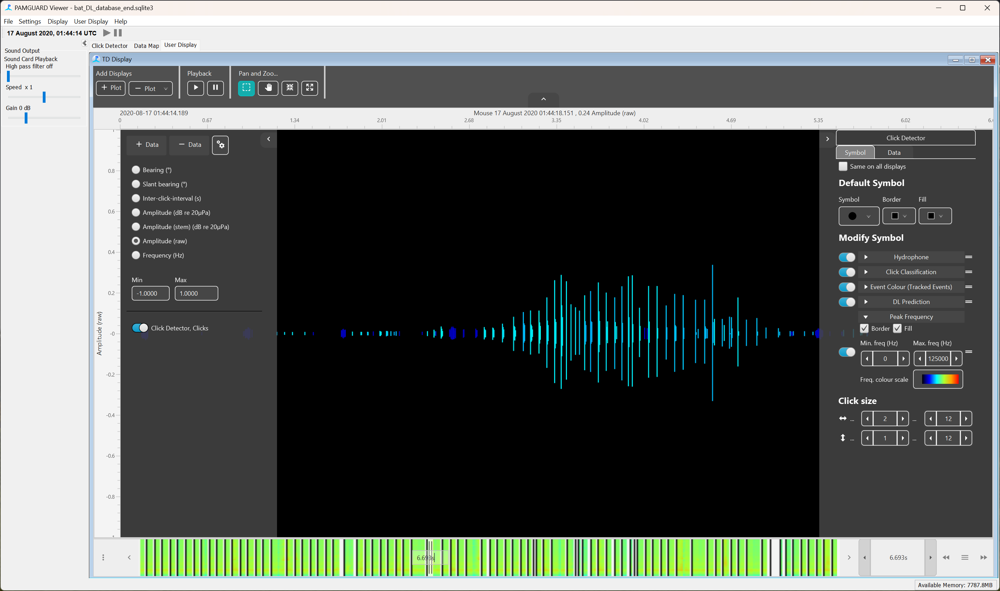 PAMGUARD Viewer - bat_DL_database_end.sqlite3
File Settings Display User Display Help
17 August 2020, 01:44:14 UTC
Click Detector Data Map User Display
Sound Output
Sound Card Playback
High pass filter off
Speed x 1
Gain 0 dB
TD Display
Add Displays Playback Pan and Zoo...
+ Plot − Plot
2020-08-17 01:44:14.189 Mouse 17 August 2020 01:44:18.151 , 0.24 Amplitude (raw)
0 0.67 1.34 2.01 2.68 3.35 4.02 4.69 5.35 6.02
+ Data − Data
Bearing (°)
Slant bearing (°)
Inter-click-interval (s)
Amplitude (dB re 20µPa)
Amplitude (stem) (dB re 20µPa)
Amplitude (raw)
Frequency (Hz)
Min Max
-1.0000 1.0000
Click Detector, Clicks
Amplitude (raw)
0.8
0.6
0.4
0.2
-0
-0.2
-0.4
-0.6
-0.8
Click Detector
Symbol Data
Same on all displays
Default Symbol
Symbol Border Fill
Modify Symbol
Hydrophone
Click Classification
Event Colour (Tracked Events)
DL Prediction
Peak Frequency
Border Fill
Min. freq (Hz) Max. freq (Hz)
0 125000
Freq. colour scale
Click size
... 2 ... 12
... 1 ... 12
6.693s 6.693s
Available Memory: 7787.8MB